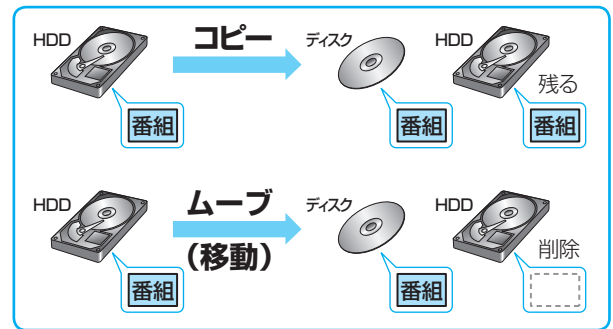 HDD コピー ディスク HDD
残る
番組 番組 番組
HDD ムーブ ディスク HDD
(移動)
削除
番組 番組